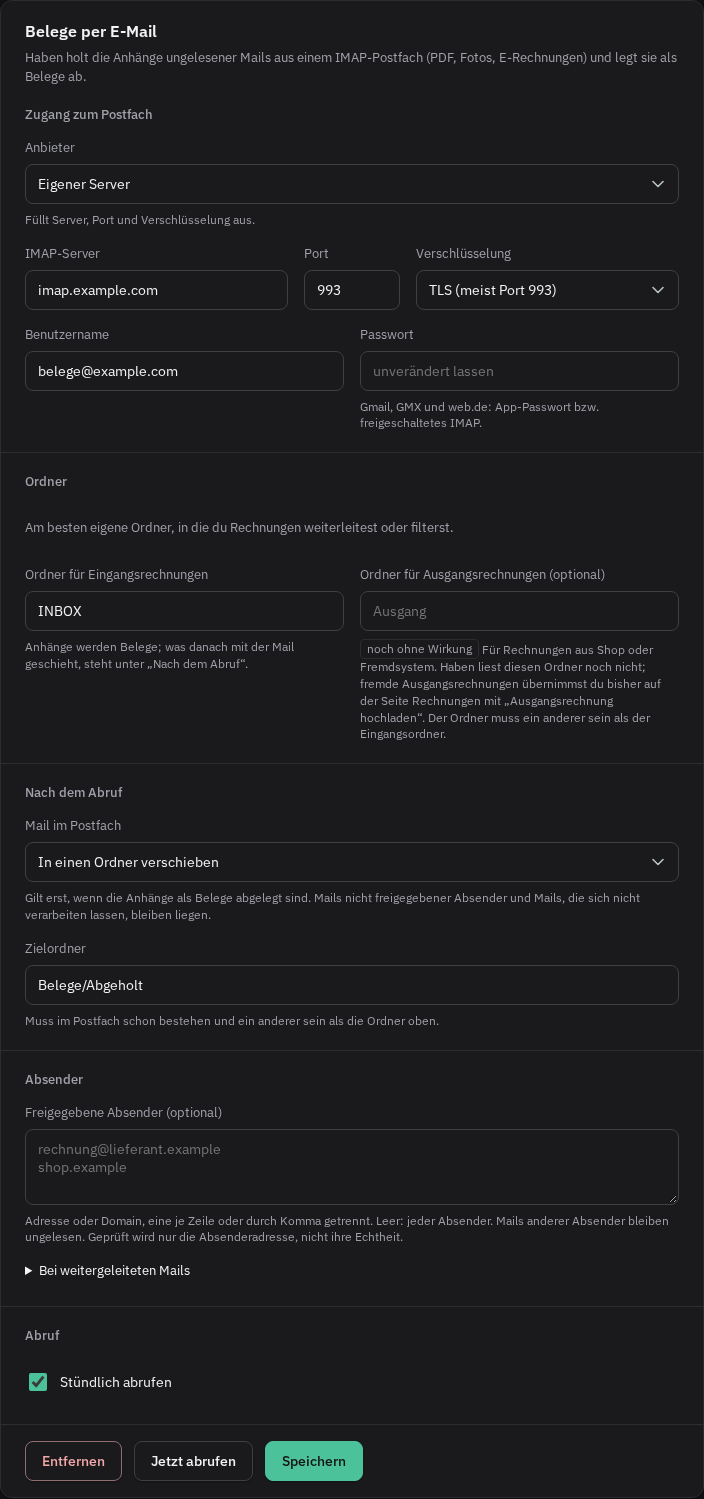 Belege per E-Mail
Haben holt die Anhänge ungelesener Mails aus einem IMAP-Postfach (PDF, Fotos, E-Rechnungen) und legt sie als
Belege ab.
Zugang zum Postfach
Anbieter
Eigener Server
Füllt Server, Port und Verschlüsselung aus.
IMAP-Server
Port
Verschlüsselung
imap.example.com
993
TLS (meist Port 993)
Benutzername
Passwort
belege@example.com
unverändert lassen
Gmail, GMX und web.de: App-Passwort bzw.
freigeschaltetes IMAP.
Ordner
Am besten eigene Ordner, in die du Rechnungen weiterleitest oder filterst.
Ordner für Eingangsrechnungen
INBOX
Anhänge werden Belege; was danach mit der Mail
geschieht, steht unter „Nach dem Abruf“.
Ordner für Ausgangsrechnungen (optional)
Ausgang
noch ohne Wirkung Für Rechnungen aus Shop oder
Fremdsystem. Haben liest diesen Ordner noch nicht;
fremde Ausgangsrechnungen übernimmst du bisher auf
der Seite Rechnungen mit „Ausgangsrechnung
hochladen“. Der Ordner muss ein anderer sein als der
Eingangsordner.
Nach dem Abruf
Mail im Postfach
In einen Ordner verschieben
Gilt erst, wenn die Anhänge als Belege abgelegt sind. Mails nicht freigegebener Absender und Mails, die sich nicht
verarbeiten lassen, bleiben liegen.
Zielordner
Belege/Abgeholt
Muss im Postfach schon bestehen und ein anderer sein als die Ordner oben.
Absender
Freigegebene Absender (optional)
rechnung@lieferant.example
shop.example
Adresse oder Domain, eine je Zeile oder durch Komma getrennt. Leer: jeder Absender. Mails anderer Absender bleiben
ungelesen. Geprüft wird nur die Absenderadresse, nicht ihre Echtheit.
Bei weitergeleiteten Mails
Abruf
Stündlich abrufen
Entfernen
Jetzt abrufen
Speichern